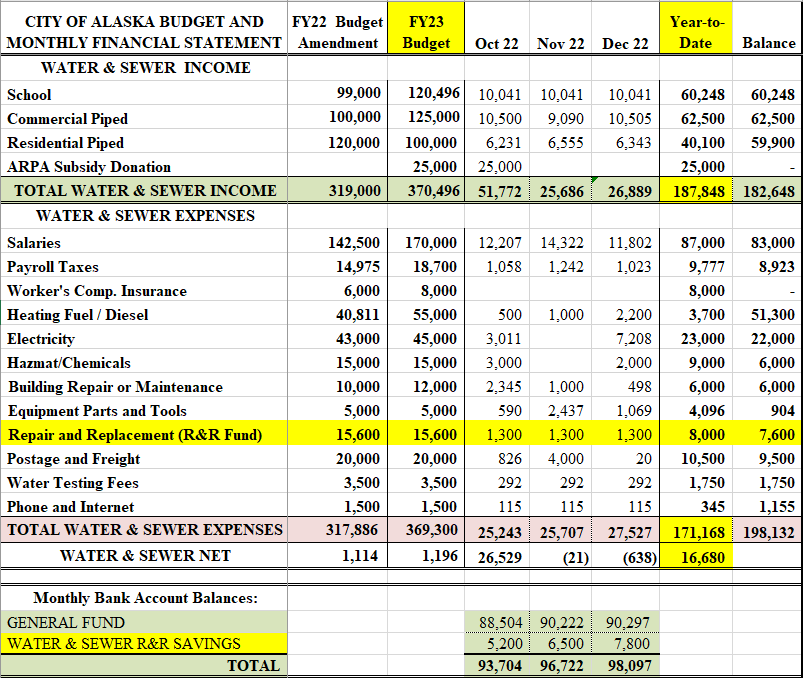 CITY OF ALASKA BUDGET AND MONTHLY FINANCIAL STATEMENT FY22 Budget Amendment FY23 Budget Oct 22 Nov 22 Dec 22 Year-to-Date Balance
WATER & SEWER INCOME
School 99,000 120,496 10,041 10,041 10,041 60,248 60,248
Commercial Piped 100,000 125,000 10,500 9,090 10,505 62,500 62,500
Residential Piped 120,000 100,000 6,231 6,555 6,343 40,100 59,900
ARPA Subsidy Donation 25,000 25,000 25,000 -
TOTAL WATER & SEWER INCOME 319,000 370,496 51,772 25,686 26,889 187,848 182,648
WATER & SEWER EXPENSES
Salaries 142,500 170,000 12,207 14,322 11,802 87,000 83,000
Payroll Taxes 14,975 18,700 1,058 1,242 1,023 9,777 8,923
Worker's Comp. Insurance 6,000 8,000 8,000 -
Heating Fuel / Diesel 40,811 55,000 500 1,000 2,200 3,700 51,300
Electricity 43,000 45,000 3,011 7,208 23,000 22,000
Hazmat/Chemicals 15,000 15,000 3,000 2,000 9,000 6,000
Building Repair or Maintenance 10,000 12,000 2,345 1,000 498 6,000 6,000
Equipment Parts and Tools 5,000 5,000 590 2,437 1,069 4,096 904
Repair and Replacement (R&R Fund) 15,600 15,600 1,300 1,300 1,300 8,000 7,600
Postage and Freight 20,000 20,000 826 4,000 20 10,500 9,500
Water Testing Fees 3,500 3,500 292 292 292 1,750 1,750
Phone and Internet 1,500 1,500 115 115 115 345 1,155
TOTAL WATER & SEWER EXPENSES 317,886 369,300 25,243 25,707 27,527 171,168 198,132
WATER & SEWER NET 1,114 1,196 26,529 (21) (638) 16,680
Monthly Bank Account Balances:
GENERAL FUND 88,504 90,222 90,297
WATER & SEWER R&R SAVINGS 5,200 6,500 7,800
TOTAL 93,704 96,722 98,097